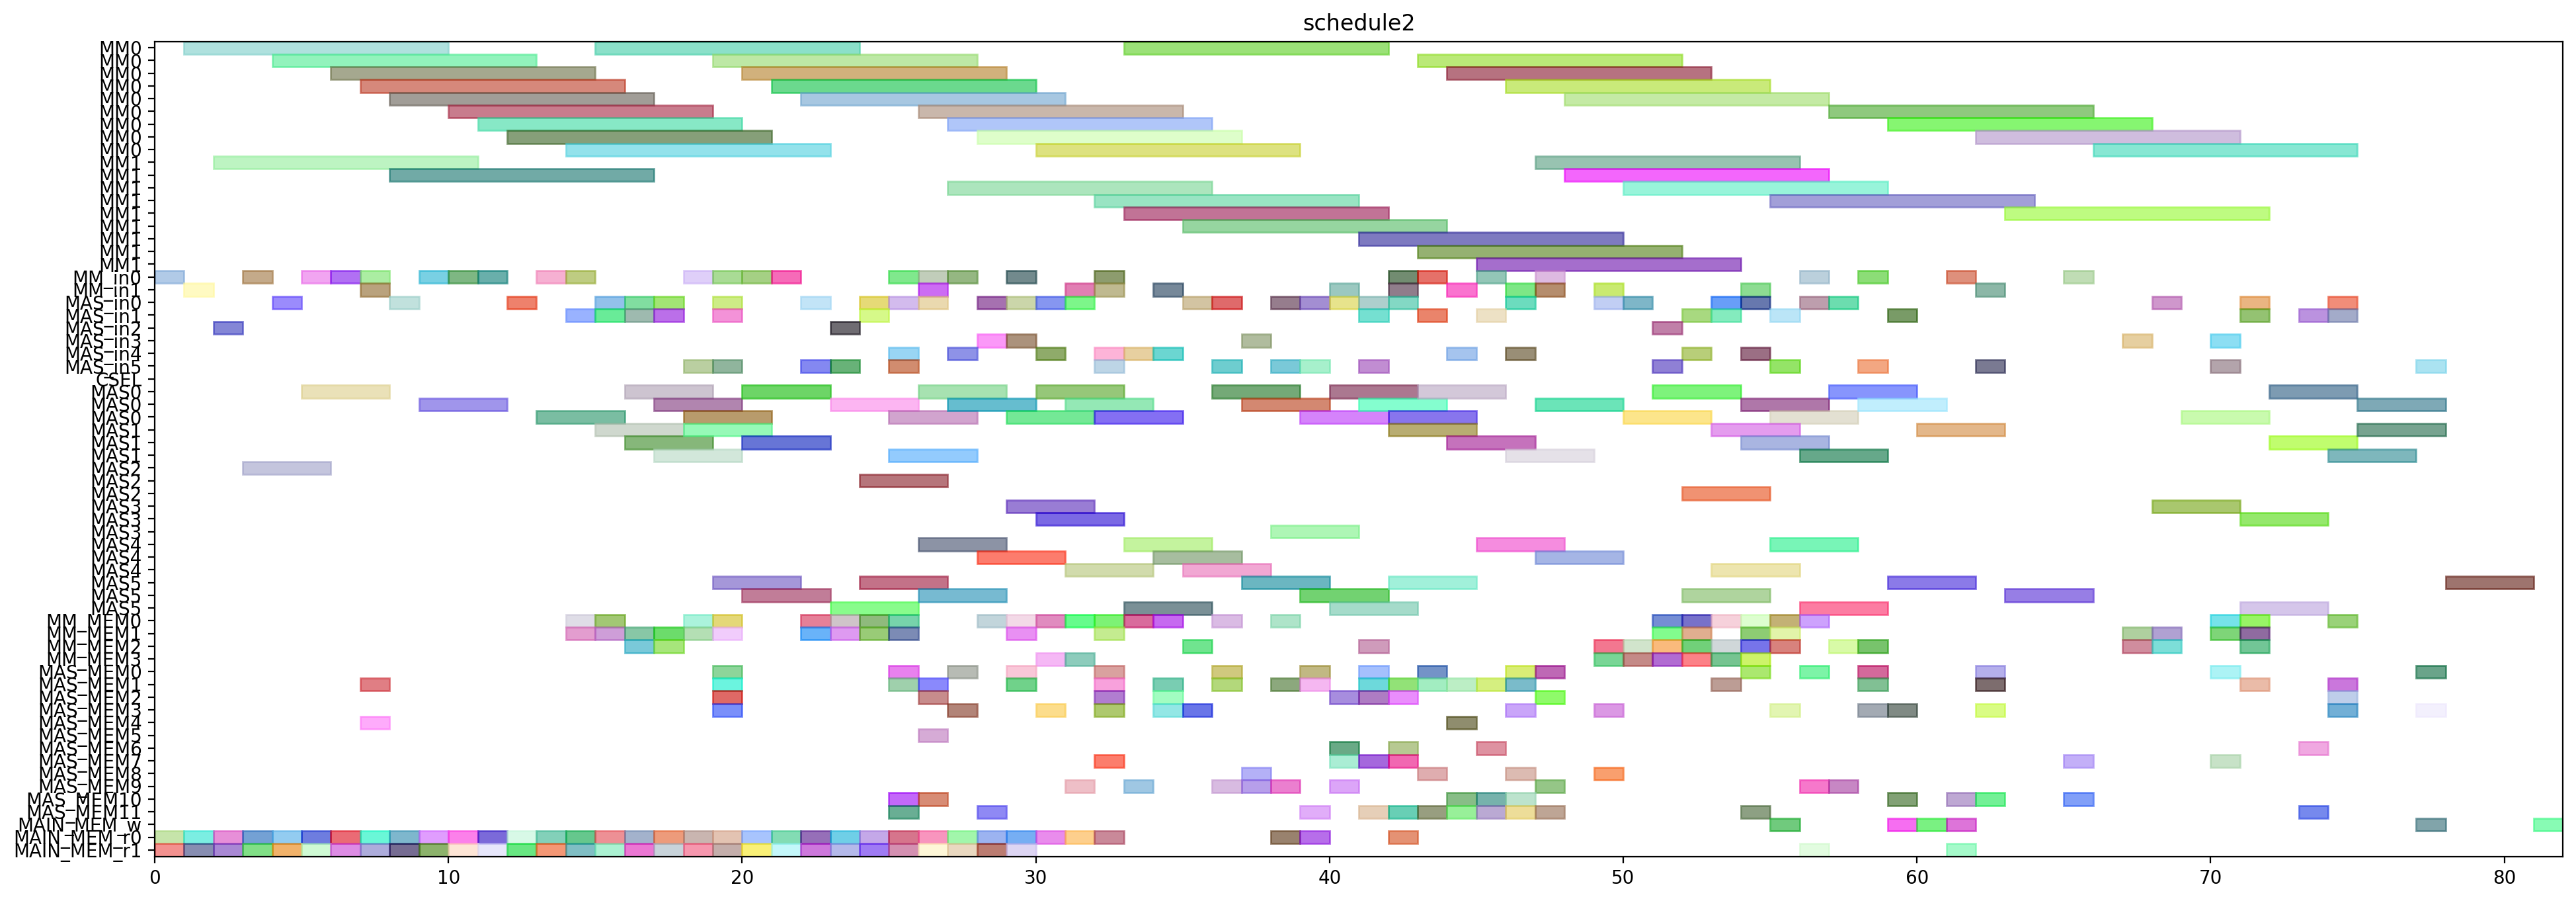 schedule2
MM0
MM0
MM0
MM0
MM0
MM0
MM0
MM0
MM0
MM1
MM1
MM1
MM1
MM1
MM1
MM1
MM1
MM1
MM_in0
MM_in1
MAS_in0
MAS_in1
MAS_in2
MAS_in3
MAS_in4
MAS_in5
CSEL
MAS0
MAS0
MAS0
MAS1
MAS1
MAS1
MAS2
MAS2
MAS2
MAS3
MAS3
MAS3
MAS4
MAS4
MAS4
MAS5
MAS5
MAS5
MM_MEM0
MM_MEM1
MM_MEM2
MM_MEM3
MAS_MEM0
MAS_MEM1
MAS_MEM2
MAS_MEM3
MAS_MEM4
MAS_MEM5
MAS_MEM6
MAS_MEM7
MAS_MEM8
MAS_MEM9
MAS_MEM10
MAS_MEM11
MAIN_MEM_w
MAIN_MEM_r0
MAIN_MEM_r1
0 10 20 30 40 50 60 70 80